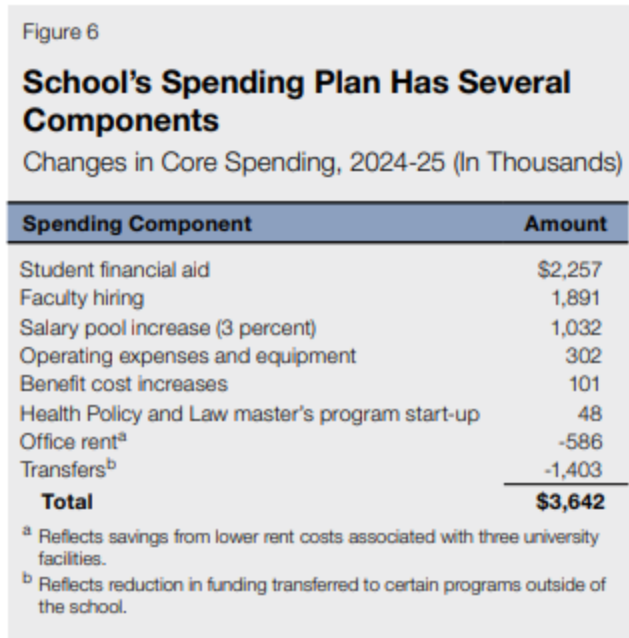 Figure 6
School's Spending Plan Has Several
Components
Changes in Core Spending, 2024-25 (In Thousands)
Spending Component Amount
Student financial aid $2,257
Faculty hiring 1,891
Salary pool increase (3 percent) 1,032
Operating expenses and equipment 302
Benefit cost increases 101
Health Policy and Law master's program start-up 48
Office rentᵃ -586
Transfersᵇ -1,403
Total $3,642
ᵃ Reflects savings from lower rent costs associated with three university
facilities.
ᵇ Reflects reduction in funding transferred to certain programs outside of
the school.